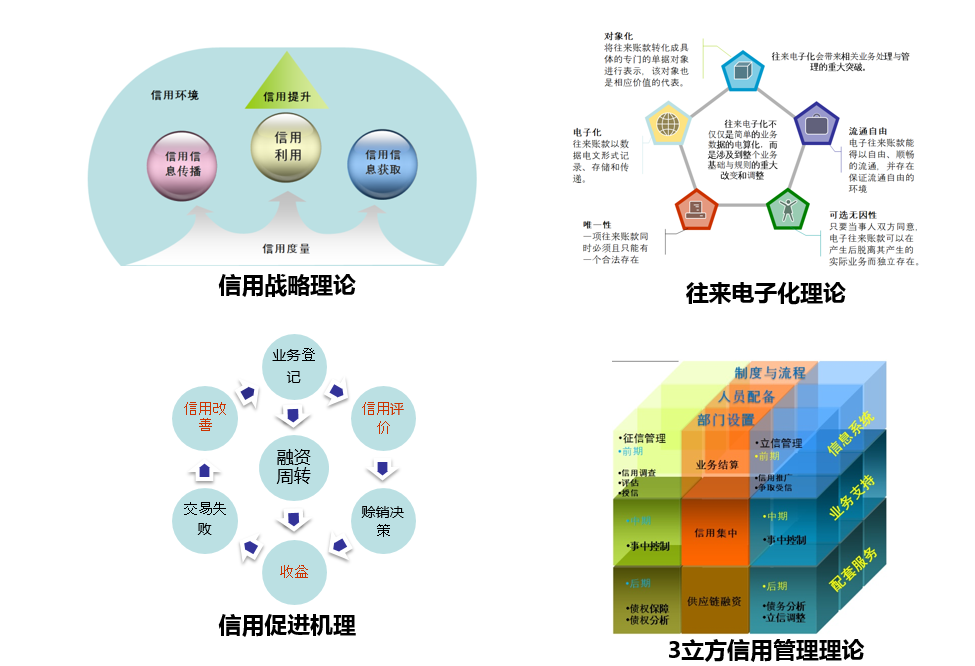 信用环境
信用提升
信用
利用
信用信
息传播
信用信
息获取
信用度量
信用战略理论
对象化
将往来账款转化成具
体的专门的单据对象
进行表示，该对象也
是相应价值的代表。
往来电子化会带来相关业务处理与管
理的重大突破。
电子化
往来账款以数
据电文形式记
录、存储和传
递。
往来电子化不
仅仅是简单的业务
数据的电算化，而
是涉及到整个业务
基础与规则的重大
改变和调整
流通自由
电子往来账款能
得以自由、顺畅
的流通，并存在
保证流通自由的
环境
唯一性
一项往来账款同
时必须且只能有
一个合法存在
可选无因性
只要当事人双方同意，
电子往来账款可以在
产生后脱离其产生的
实际业务而独立存在。
往来电子化理论
业务登
记
信用改
善
信用评
价
融资
周转
交易失
败
赊销决
策
收益
信用促进机理
制度与流程
人员配备
部门设置
•征信管理
•前期
•信用调查
•评估
•授信
业务结算
•立信管理
•前期
•信用推广
•争取受信
信息系统
•中期
•事中控制
信用集中
•中期
•事中控制
业务支持
•后期
•债权保障
•债权分析
供应链融资
•后期
•债务分析
•立信调整
配套服务
3立方信用管理理论